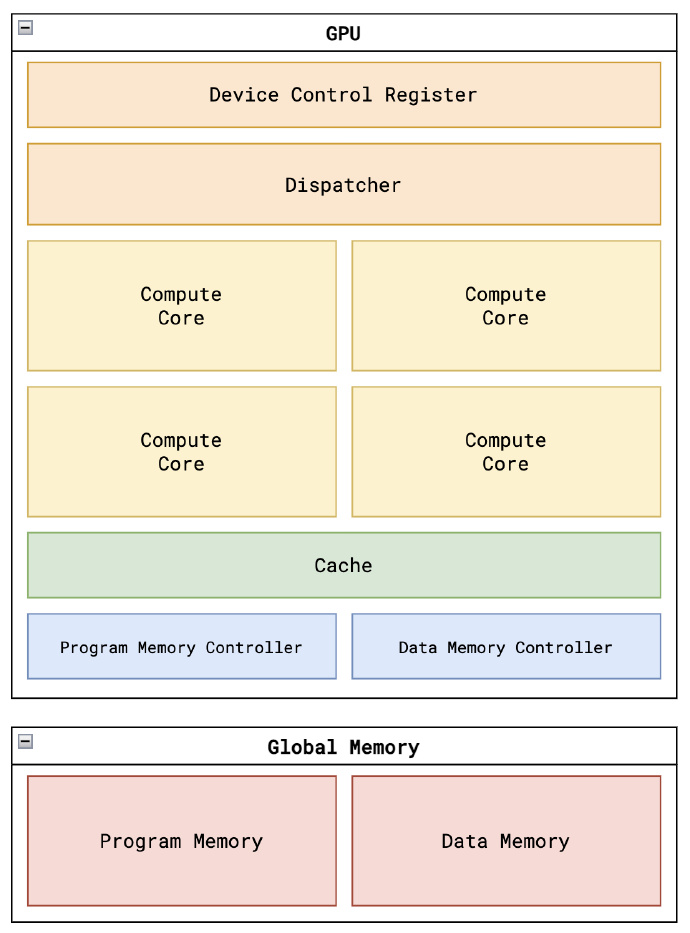 GPU
Device Control Register
Dispatcher
Compute
Core
Compute
Core
Compute
Core
Compute
Core
Cache
Program Memory Controller
Data Memory Controller
Global Memory
Program Memory
Data Memory